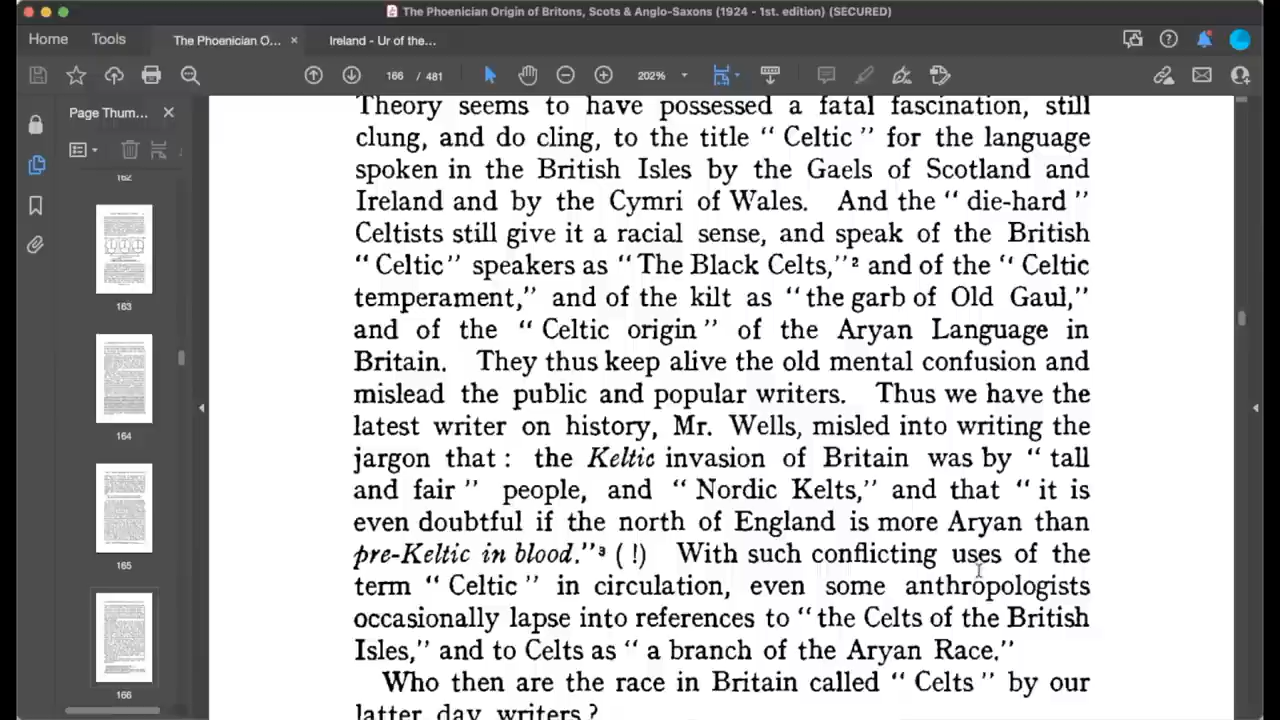 The Phoenician Origin of Britons, Scots & Anglo-Saxons (1924 - 1st. edition) (SECURED)
Home Tools The Phoenician O... × Ireland - Ur of the...
166 / 481 202%
Page Thum... ×
162
163
164
165
166
Theory seems to have possessed a fatal fascination, still
clung, and do cling, to the title “ Celtic ” for the language
spoken in the British Isles by the Gaels of Scotland and
Ireland and by the Cymri of Wales. And the “ die-hard ”
Celtists still give it a racial sense, and speak of the British
“ Celtic” speakers as “The Black Celts,”² and of the “ Celtic
temperament,” and of the kilt as “the garb of Old Gaul,”
and of the “ Celtic origin ” of the Aryan Language in
Britain. They thus keep alive the old mental confusion and
mislead the public and popular writers. Thus we have the
latest writer on history, Mr. Wells, misled into writing the
jargon that : the Keltic invasion of Britain was by “ tall
and fair ” people, and “ Nordic Kelts,” and that “ it is
even doubtful if the north of England is more Aryan than
pre-Keltic in blood.”³ (!) With such conflicting uses of the
term “ Celtic ” in circulation, even some anthropologists
occasionally lapse into references to “ the Celts of the British
Isles,” and to Celts as “ a branch of the Aryan Race.”
Who then are the race in Britain called “ Celts ” by our
latter day writers ?